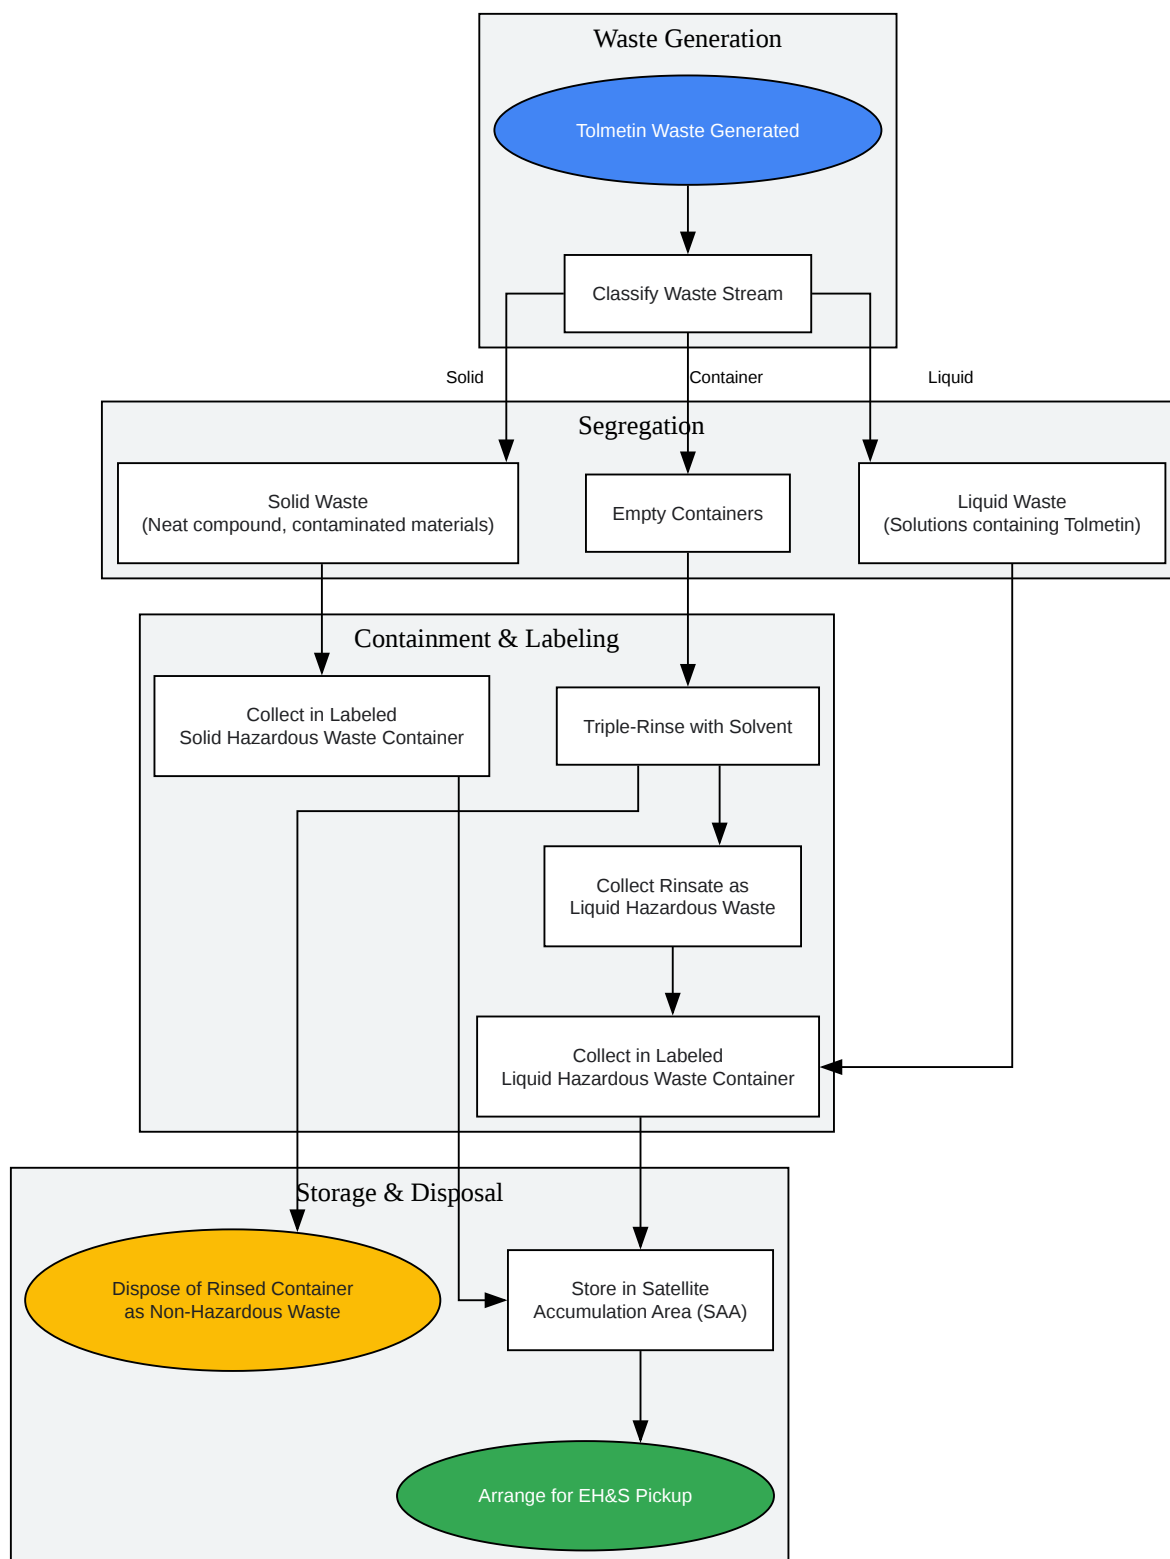 Waste Generation
Tolmetin Waste Generated
Classify Waste Stream
Solid
Container
Liquid
Segregation
Solid Waste
(Neat compound, contaminated materials)
Empty Containers
Liquid Waste
(Solutions containing Tolmetin)
Containment & Labeling
Collect in Labeled
Solid Hazardous Waste Container
Triple-Rinse with Solvent
Collect Rinsate as
Liquid Hazardous Waste
Collect in Labeled
Liquid Hazardous Waste Container
Storage & Disposal
Dispose of Rinsed Container
as Non-Hazardous Waste
Store in Satellite
Accumulation Area (SAA)
Arrange for EH&S Pickup